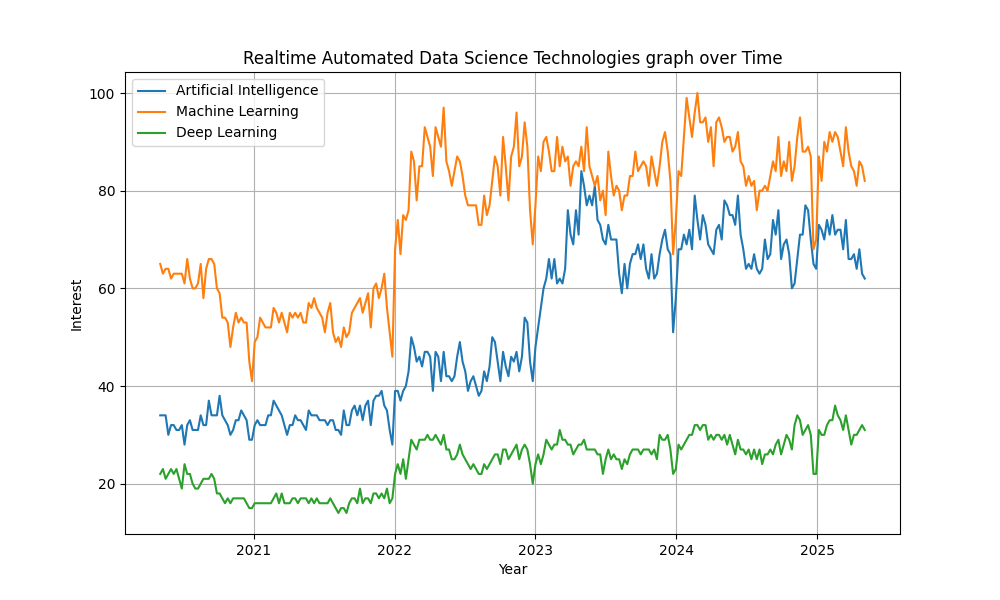 Realtime Automated Data Science Technologies graph over Time
Artificial Intelligence
Machine Learning
Deep Learning
100
80
60
40
20
Interest
2021 2022 2023 2024 2025
Year